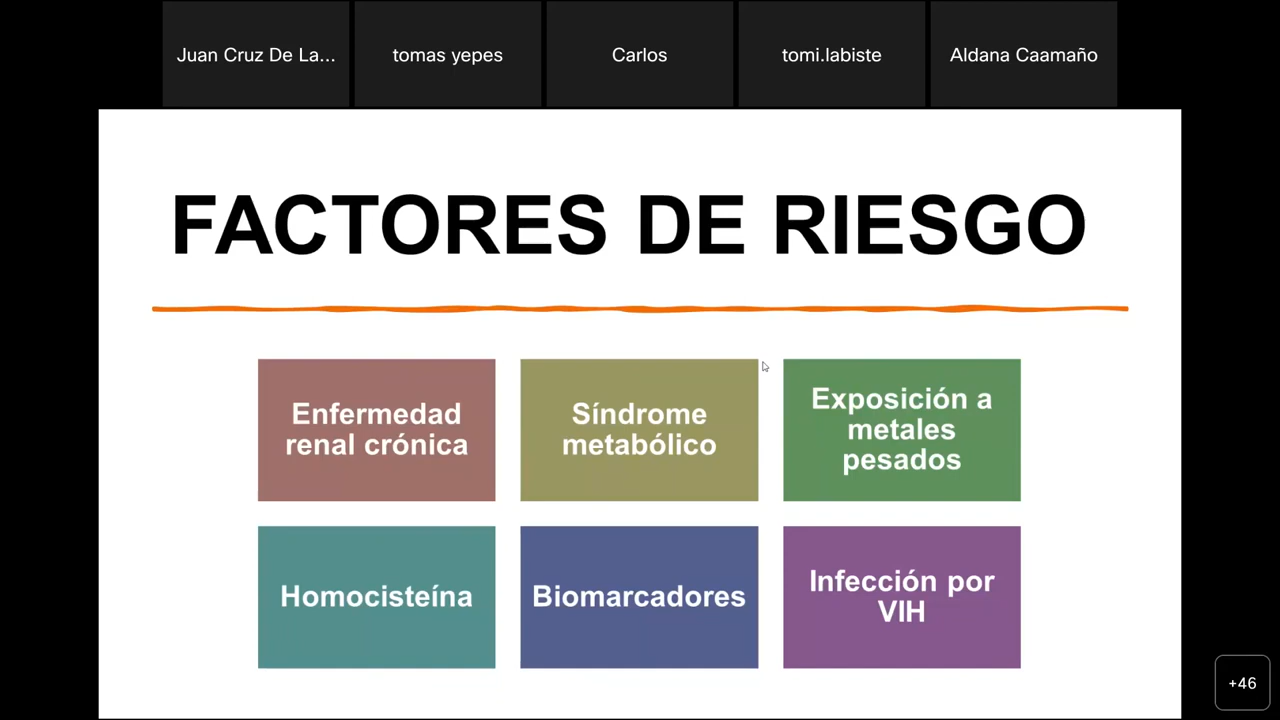 Juan Cruz De La...
tomas yepes
Carlos
tomi.labiste
Aldana Caamaño
FACTORES DE RIESGO
Enfermedad
renal crónica
Síndrome
metabólico
Exposición a
metales
pesados
Homocisteína
Biomarcadores
Infección por
VIH
+46